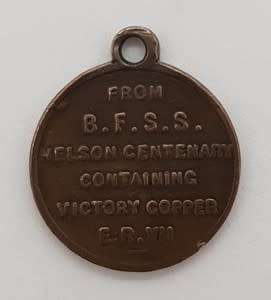 FROM
B.F.S.S.
NELSON CENTENARY
CONTAINING
VICTORY COPPER
E.R.VII